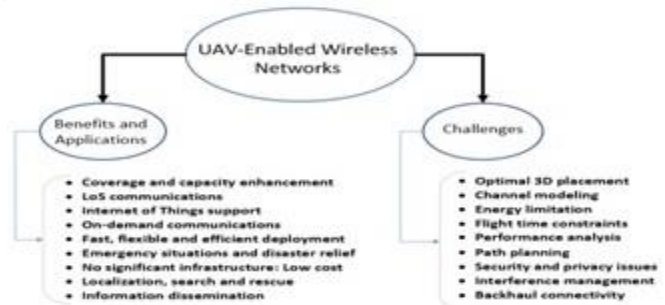 UAV-Enabled Wireless
Networks
Benefits and
Applications
• Coverage and capacity enhancement
• LoS communications
• Internet of Things support
• On-demand communications
• Fast, flexible and efficient deployment
• Emergency situations and disaster relief
• No significant infrastructure: Low cost
• Localization, search and rescue
• Information dissemination
Challenges
• Optimal 3D placement
• Channel modeling
• Energy limitation
• Flight time constraints
• Performance analysis
• Path planning
• Security and privacy issues
• Interference management
• Backhaul connectivity